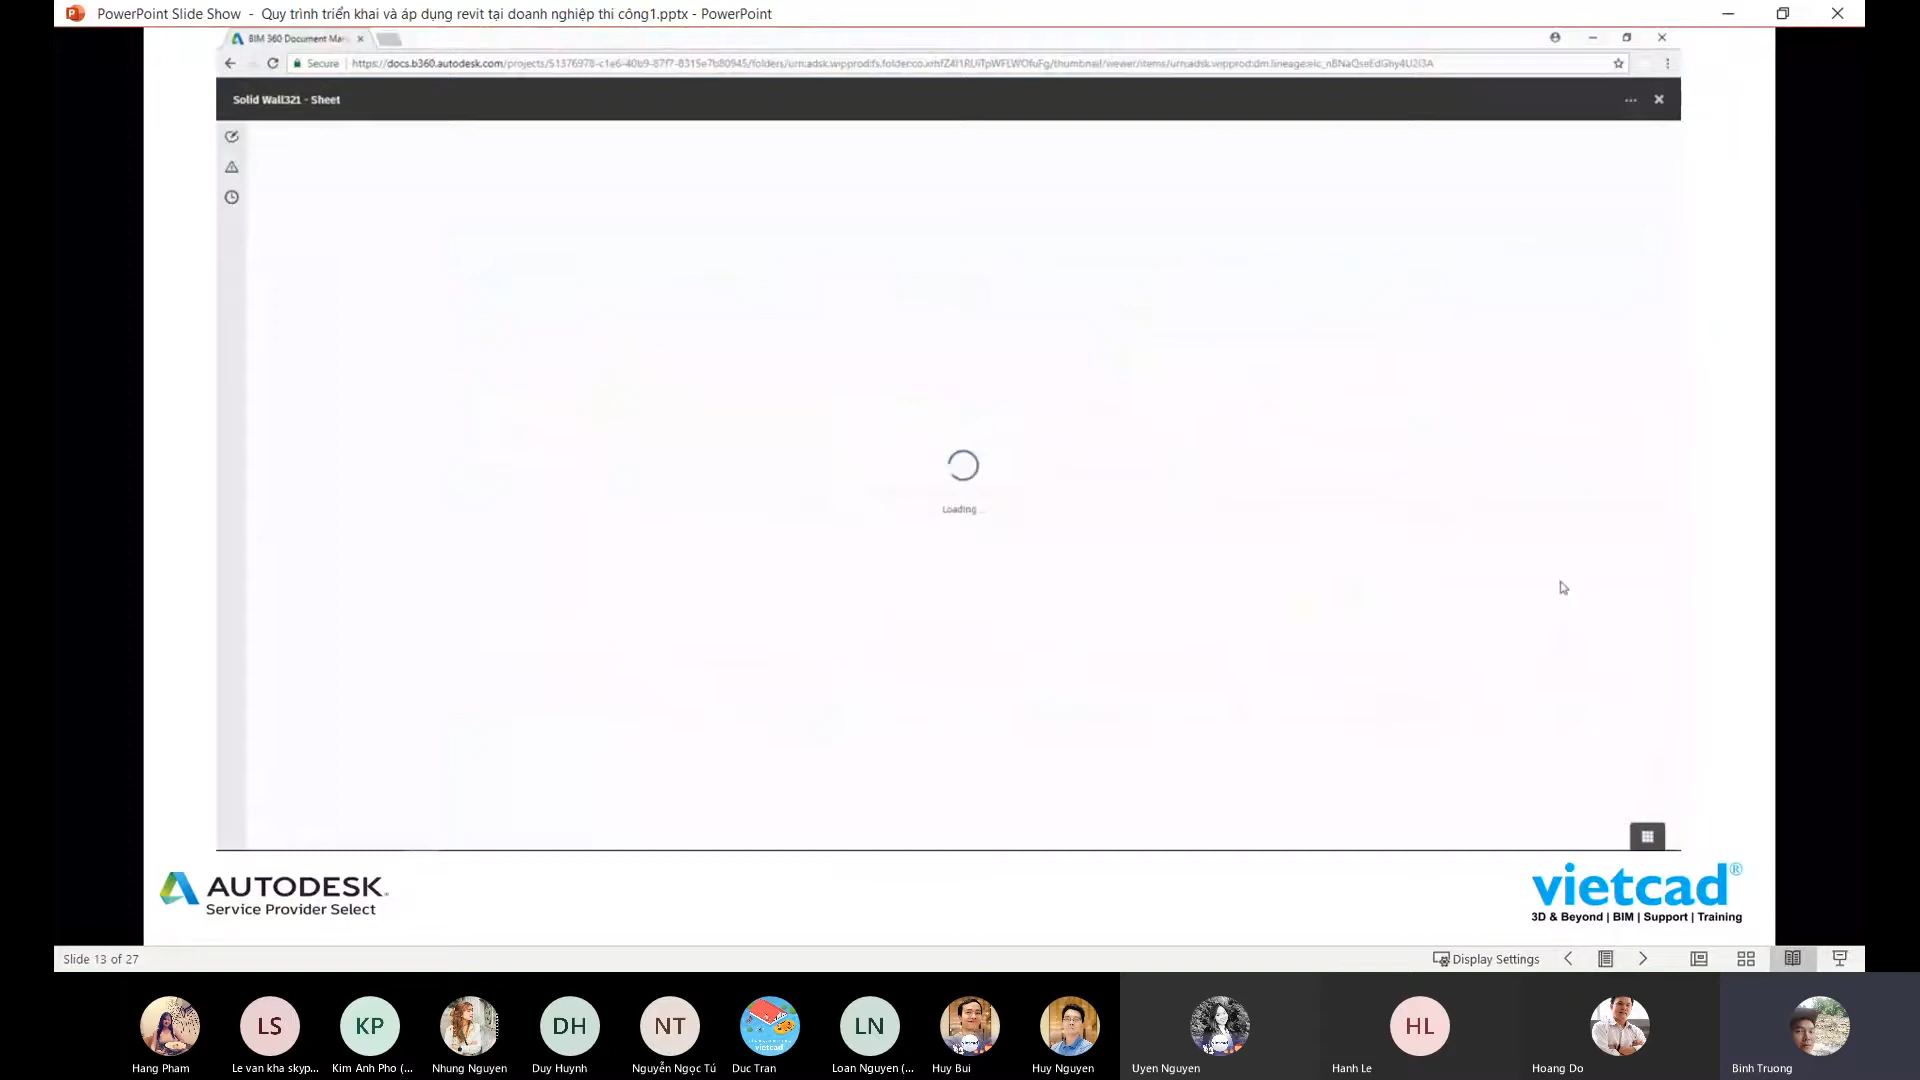 PowerPoint Slide Show - Quy trình triển khai và áp dụng revit tại doanh nghiệp thi công1.pptx - PowerPoint
BIM 360 Document Mar
Secure
Solid Wall321 - Sheet
Loading ...
AUTODESK
Service Provider Select
vietcad®
3D & Beyond | BIM | Support | Training
Slide 13 of 27
Display Settings
LS
KP
DH
NT
vietcad
LN
HL
Hang Pham
Le van kha skyp...
Kim Anh Pho (...
Nhung Nguyen
Duy Huynh
Nguyễn Ngọc Tú
Duc Tran
Loan Nguyen (...
Huy Bui
Huy Nguyen
Uyen Nguyen
Hanh Le
Hoang Do
Binh Truong